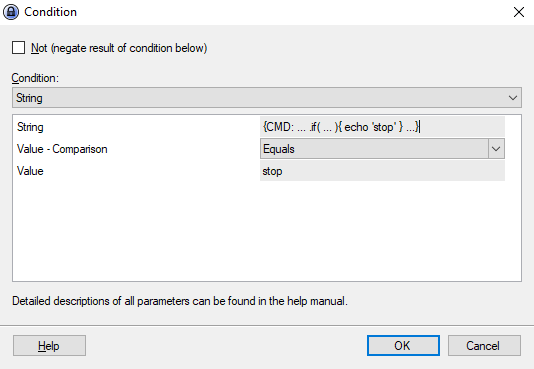 Condition
Not (negate result of condition below)
Condition:
String
String {CMD: ... .if( ... ){ echo 'stop' } ...}
Value - Comparison Equals
Value stop
Detailed descriptions of all parameters can be found in the help manual.
Help OK Cancel